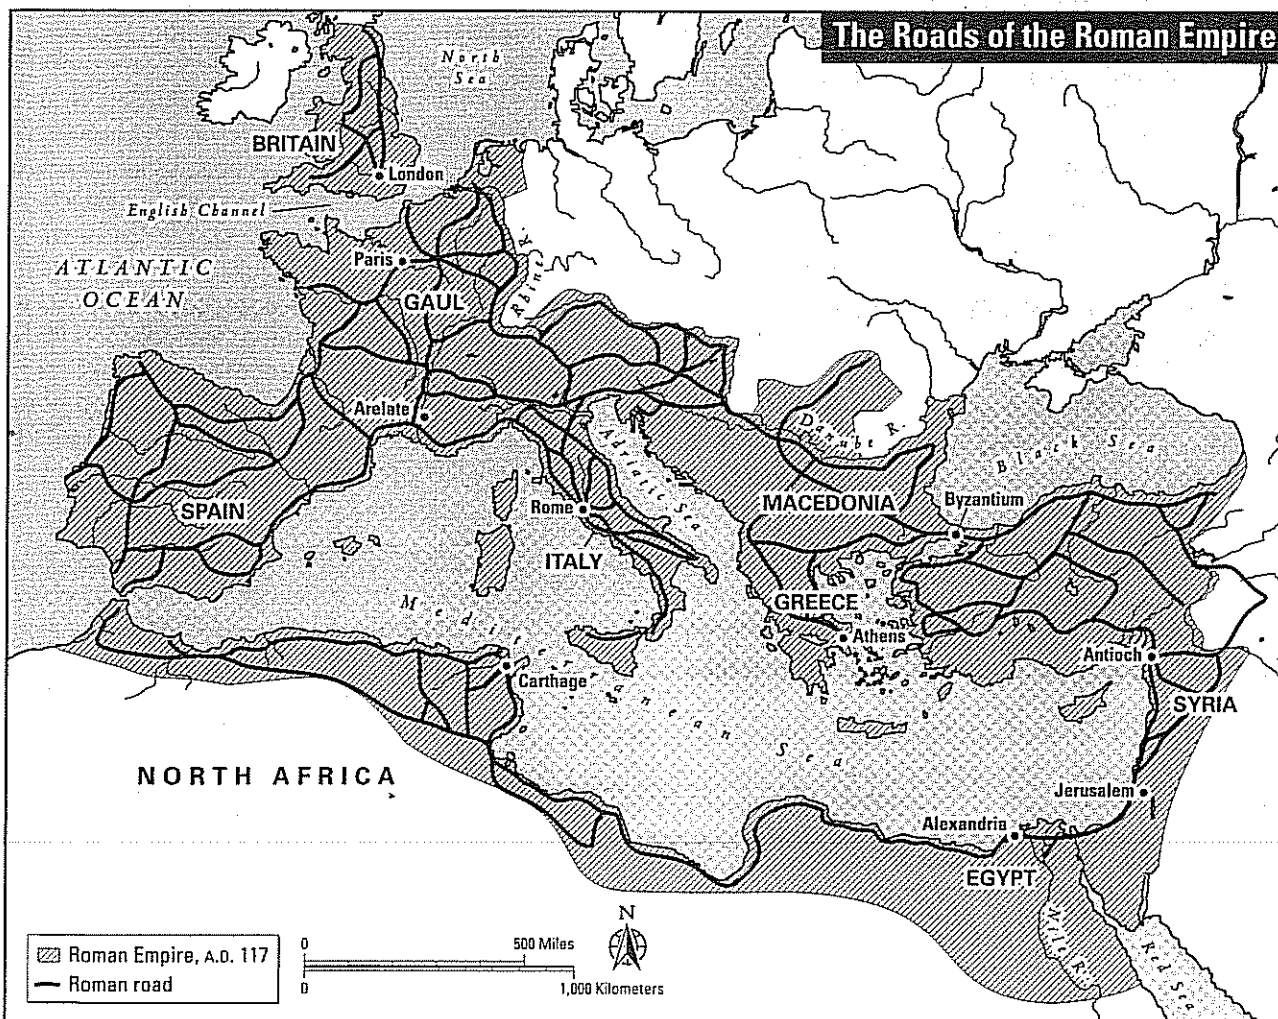 The Roads of the Roman Empire
North
Sea
BRITAIN
London
English Channel
ATLANTIC
OCEAN
Paris
GAUL
Rhine R.
Arelate
Adriatic Sea
Danube R.
Black Sea
SPAIN
Rome
ITALY
MACEDONIA
Byzantium
GREECE
Athens
Mediterranean Sea
Carthage
Antioch
SYRIA
NORTH AFRICA
Jerusalem
Alexandria
EGYPT
Nile R.
Red Sea
N
Roman Empire, A.D. 117
Roman road
0
500 Miles
0
1,000 Kilometers